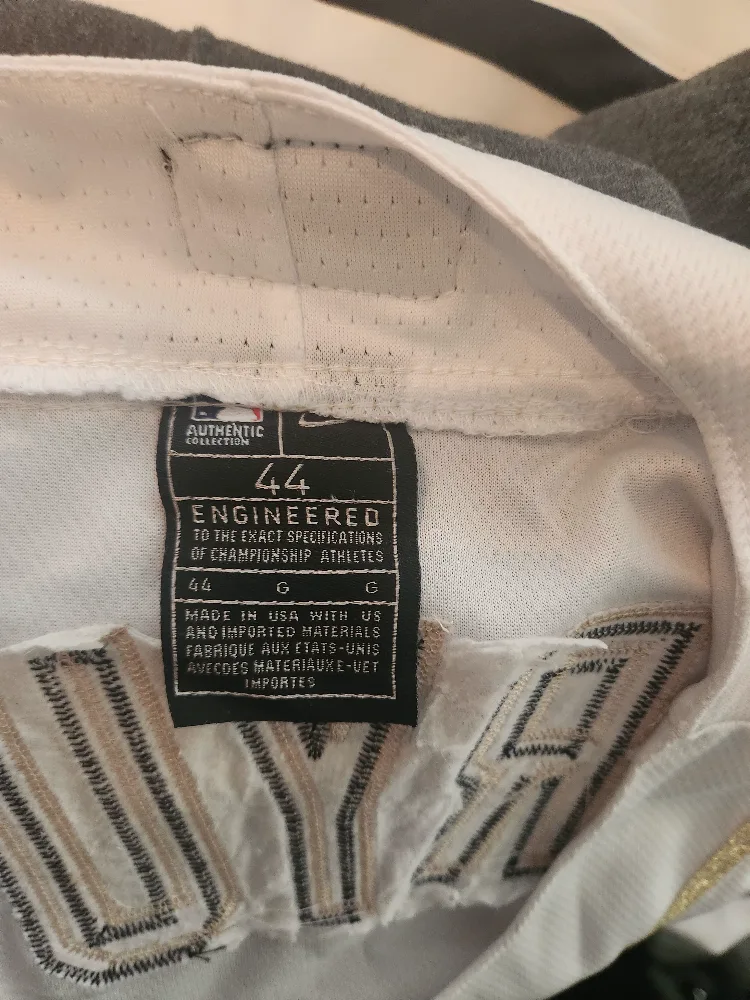 AUTHENTIC
COLLECTION
44
ENGINEERED
TO THE EXACT SPECIFICATIONS
OF CHAMPIONSHIP ATHLETES
44 G G
MADE IN USA WITH US
AND IMPORTED MATERIALS
FABRIQUE AUX ETATS-UNIS
AVECDES MATERIAUXE-UET
IMPORTES